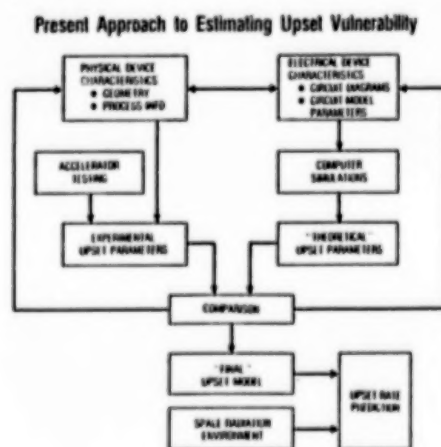 Present Approach to Estimating Upset Vulnerability
PHYSICAL DEVICE
CHARACTERISTICS
● GEOMETRY
● PROCESS INFO
ELECTRICAL DEVICE
CHARACTERISTICS
● CIRCUIT DIAGRAMS
● CIRCUIT MODEL
PARAMETERS
ACCELERATOR
TESTING
COMPUTER
SIMULATIONS
EXPERIMENTAL
UPSET PARAMETERS
"THEORETICAL"
UPSET PARAMETERS
COMPARISON
"FINAL"
UPSET MODEL
UPSET RATE
PREDICTION
SPACE RADIATION
ENVIRONMENT